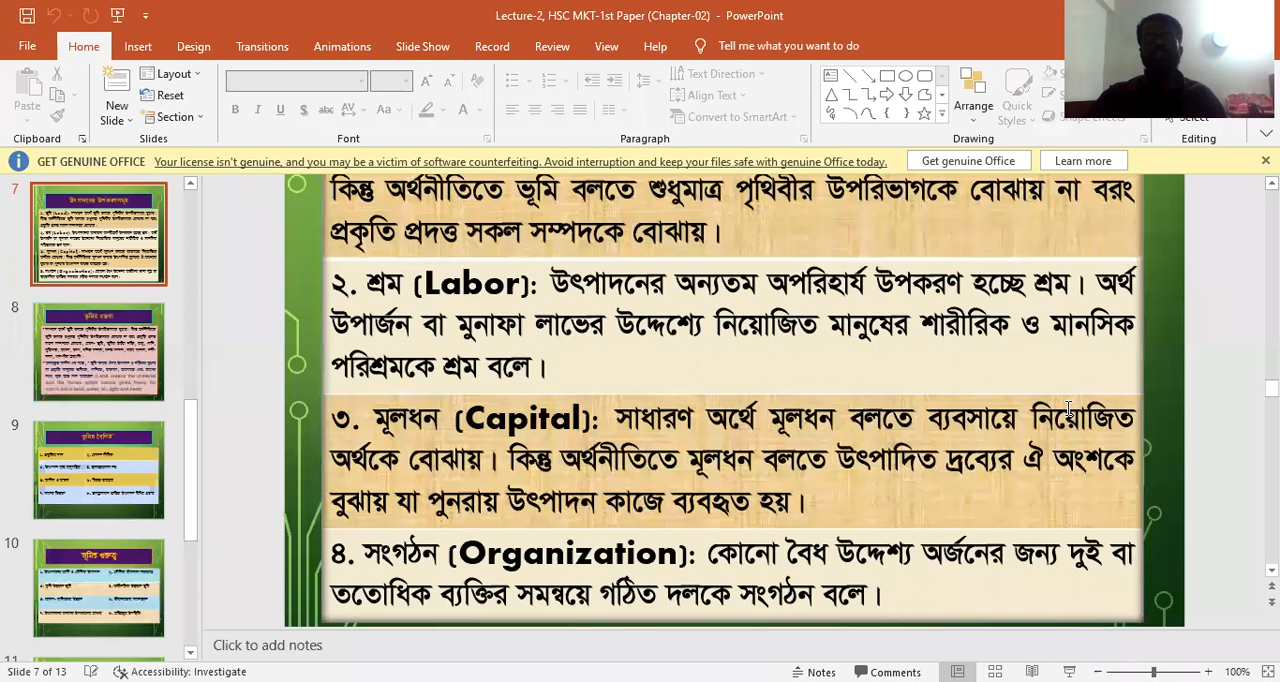 Lecture-2, HSC MKT-1st Paper (Chapter-02) - PowerPoint
File Home Insert Design Transitions Animations Slide Show Record Review View Help Tell me what you want to do
Paste
New Slide
Layout
Reset
Section
B I U S abc AV Aa A
Text Direction
Align Text
Convert to SmartArt
Arrange
Quick Styles
Select
Clipboard Slides Font Paragraph Drawing Editing
GET GENUINE OFFICE Your license isn't genuine, and you may be a victim of software counterfeiting. Avoid interruption and keep your files safe with genuine Office today. Get genuine Office Learn more
7
8
9
10
11
কিন্তু অর্থনীতিতে ভূমি বলতে শুধুমাত্র পৃথিবীর উপরিভাগকে বোঝায় না বরং
প্রকৃতি প্রদত্ত সকল সম্পদকে বোঝায়।
২. শ্রম (Labor): উৎপাদনের অন্যতম অপরিহার্য উপকরণ হচ্ছে শ্রম। অর্থ
উপার্জন বা মুনাফা লাভের উদ্দেশ্যে নিয়োজিত মানুষের শারীরিক ও মানসিক
পরিশ্রমকে শ্রম বলে।
৩. মূলধন (Capital): সাধারণ অর্থে মূলধন বলতে ব্যবসায়ে নিয়োজিত
অর্থকে বোঝায়। কিন্তু অর্থনীতিতে মূলধন বলতে উৎপাদিত দ্রব্যের ঐ অংশকে
বুঝায় যা পুনরায় উৎপাদন কাজে ব্যবহৃত হয়।
৪. সংগঠন (Organization): কোনো বৈধ উদ্দেশ্য অর্জনের জন্য দুই বা
ততোধিক ব্যক্তির সমন্বয়ে গঠিত দলকে সংগঠন বলে।
Click to add notes
Slide 7 of 13 Accessibility: Investigate Notes Comments 100%